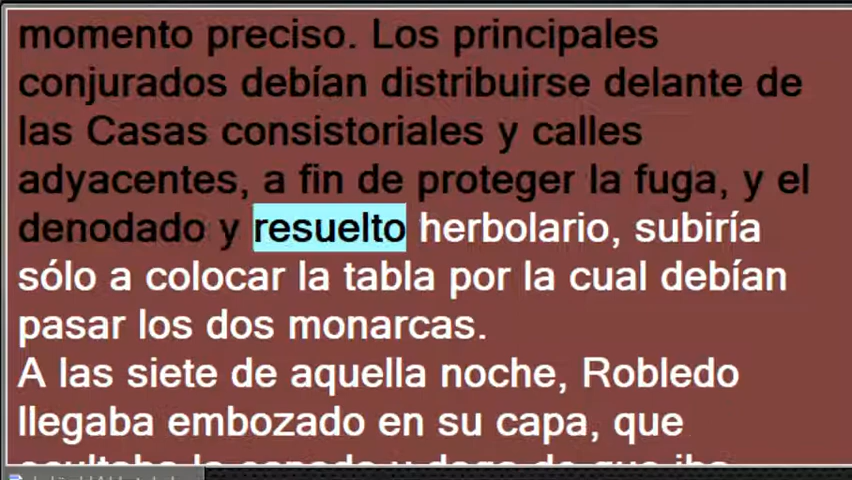 momento preciso. Los principales
conjurados debían distribuirse delante de
las Casas consistoriales y calles
adyacentes, a fin de proteger la fuga, y el
denodado y resuelto herbolario, subiría
sólo a colocar la tabla por la cual debían
pasar los dos monarcas.
A las siete de aquella noche, Robledo
llegaba embozado en su capa, que